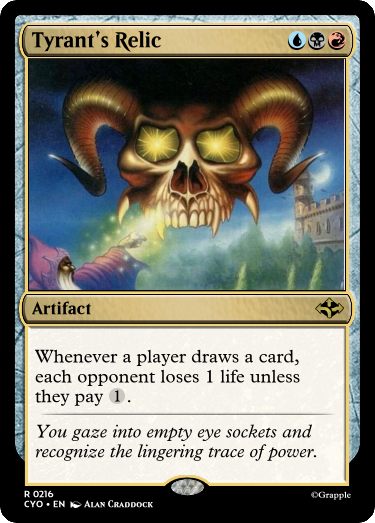 Tyrant's Relic
Artifact
Whenever a player draws a card,
each opponent loses 1 life unless
they pay 1.
You gaze into empty eye sockets and
recognize the lingering trace of power.
R 0216
CYO • EN Alan Craddock
©Grapple